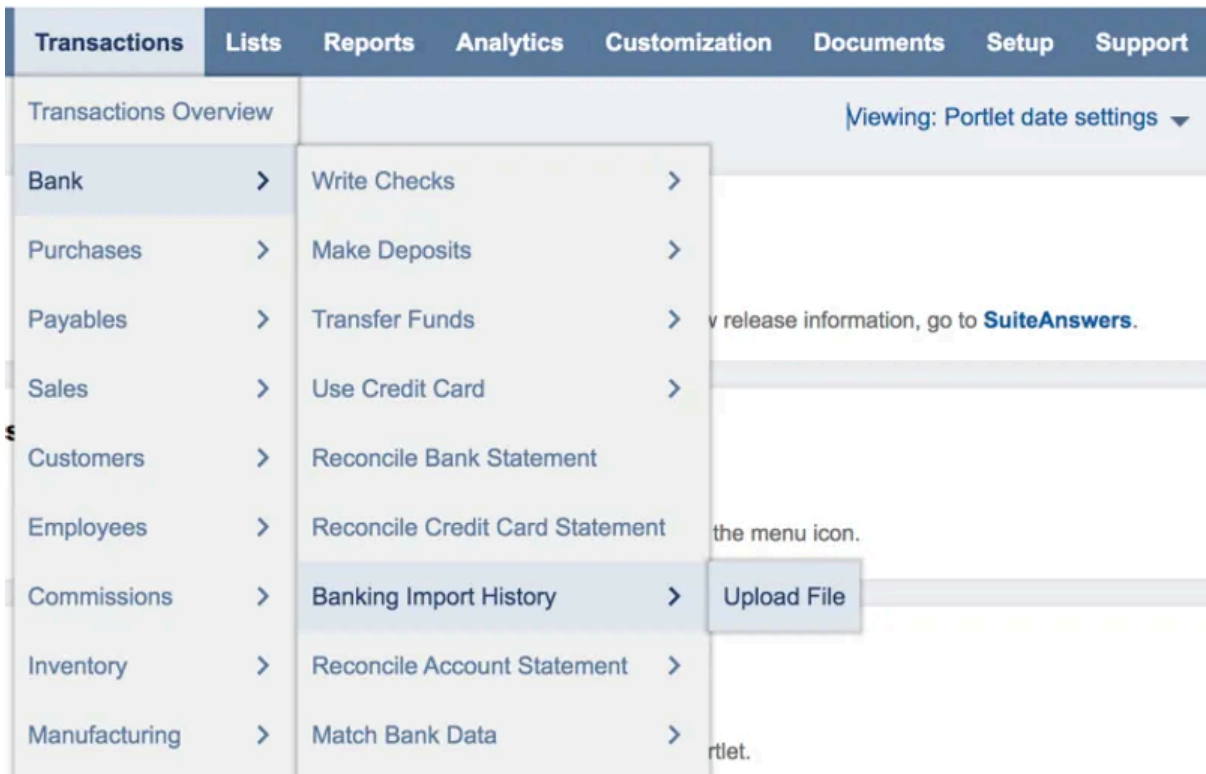 Transactions Lists Reports Analytics Customization Documents Setup Support
Transactions Overview
Viewing: Portlet date settings
Bank
Purchases
Payables
Sales
Customers
Employees
Commissions
Inventory
Manufacturing
Write Checks
Make Deposits
Transfer Funds
Use Credit Card
Reconcile Bank Statement
Reconcile Credit Card Statement
Banking Import History
Reconcile Account Statement
Match Bank Data
Upload File
release information, go to SuiteAnswers.
the menu icon.